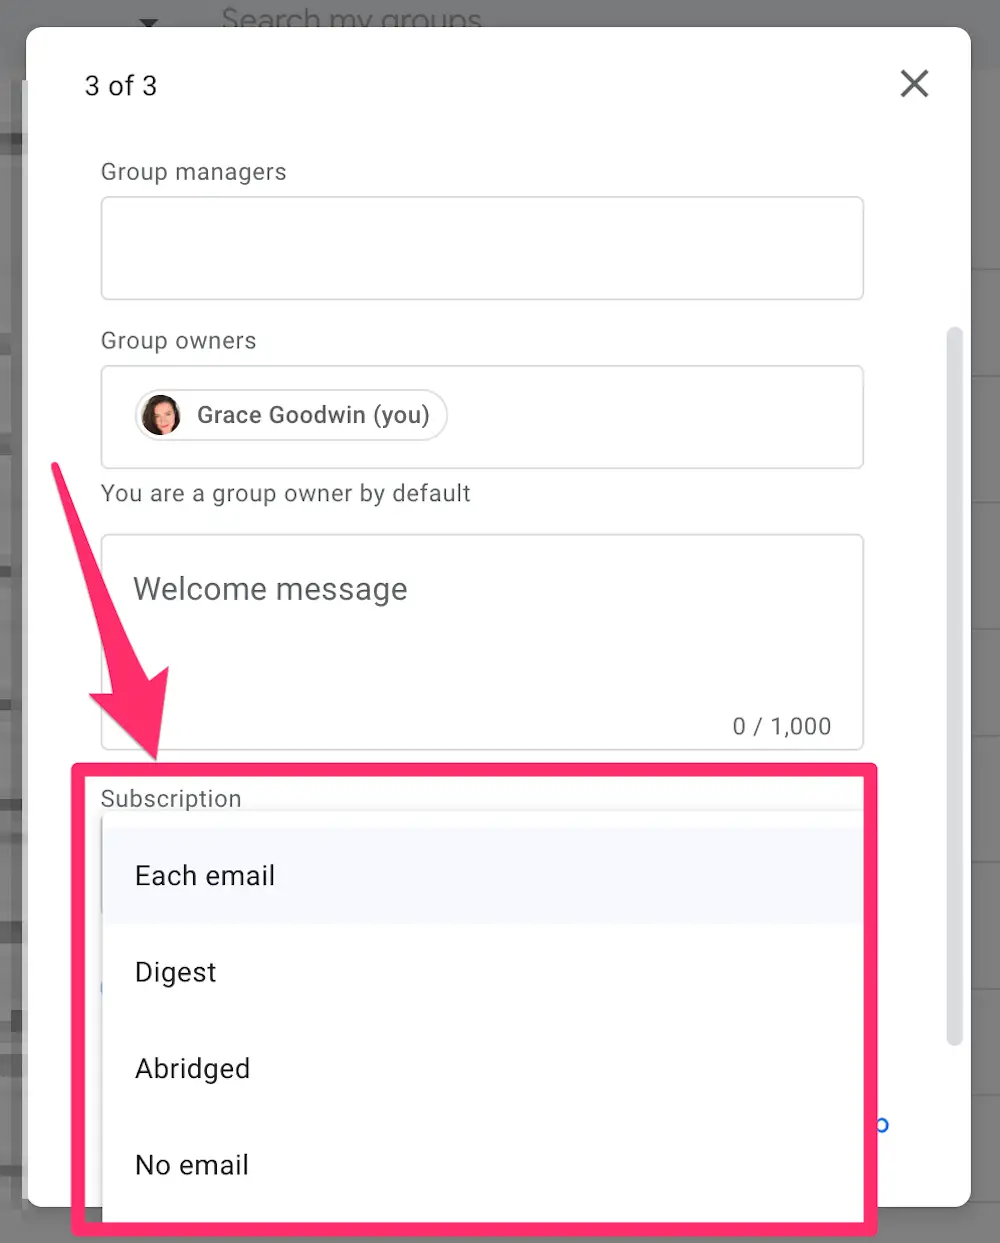 Search my groups
3 of 3
Group managers
Group owners
Grace Goodwin (you)
You are a group owner by default
Welcome message
0 / 1,000
Subscription
Each email
Digest
Abridged
No email